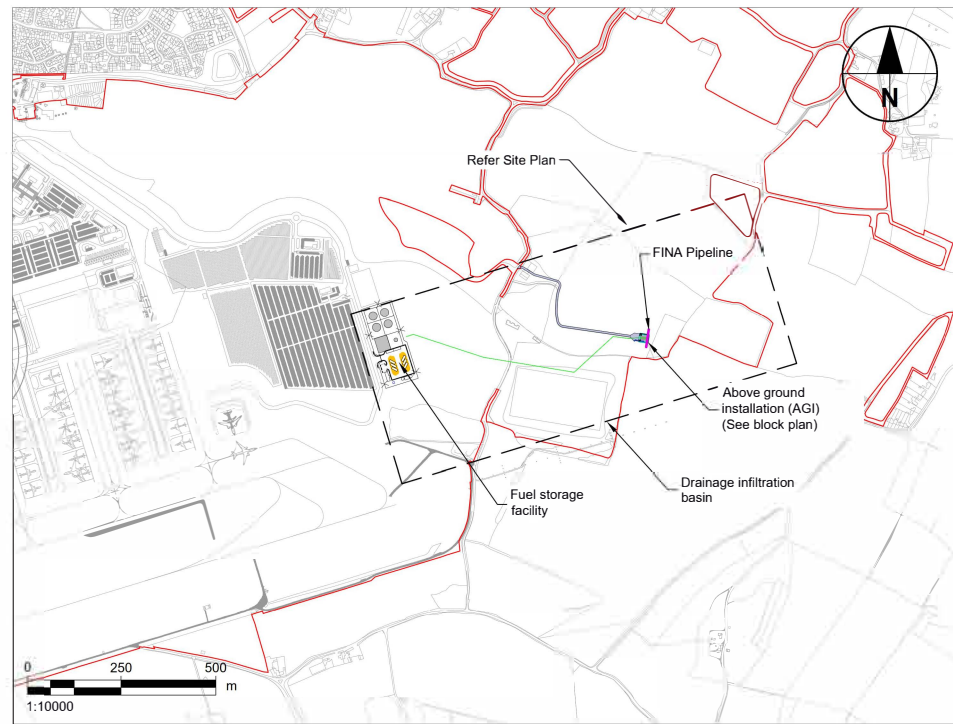 N
Refer Site Plan
FINA Pipeline
Above ground
installation (AGI)
(See block plan)
Drainage infiltration
basin
Fuel storage
facility
0 250 500
m
1:10000